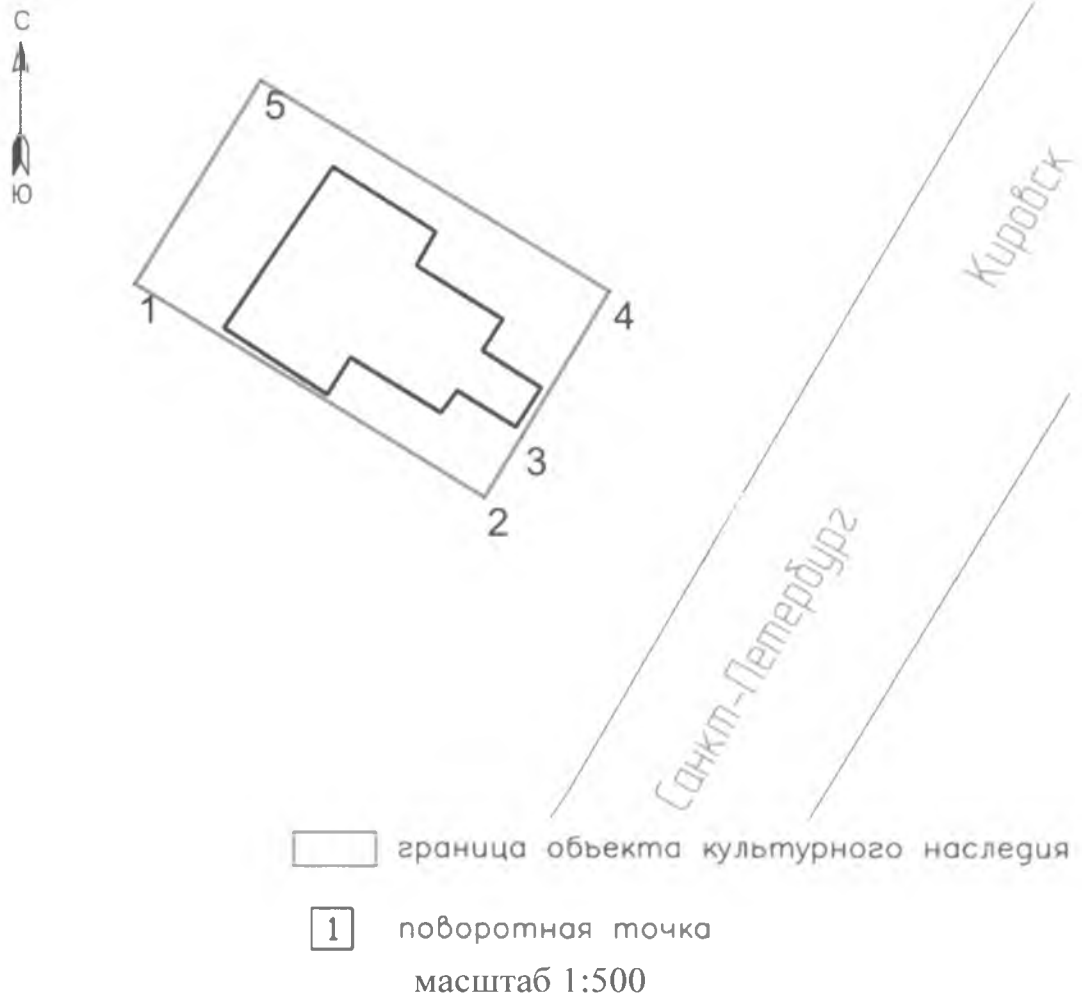 С
Ю
5
1
4
3
2
Кировск
Санкт-Петербург
граница объекта культурного наследия
1 поворотная точка
масштаб 1:500